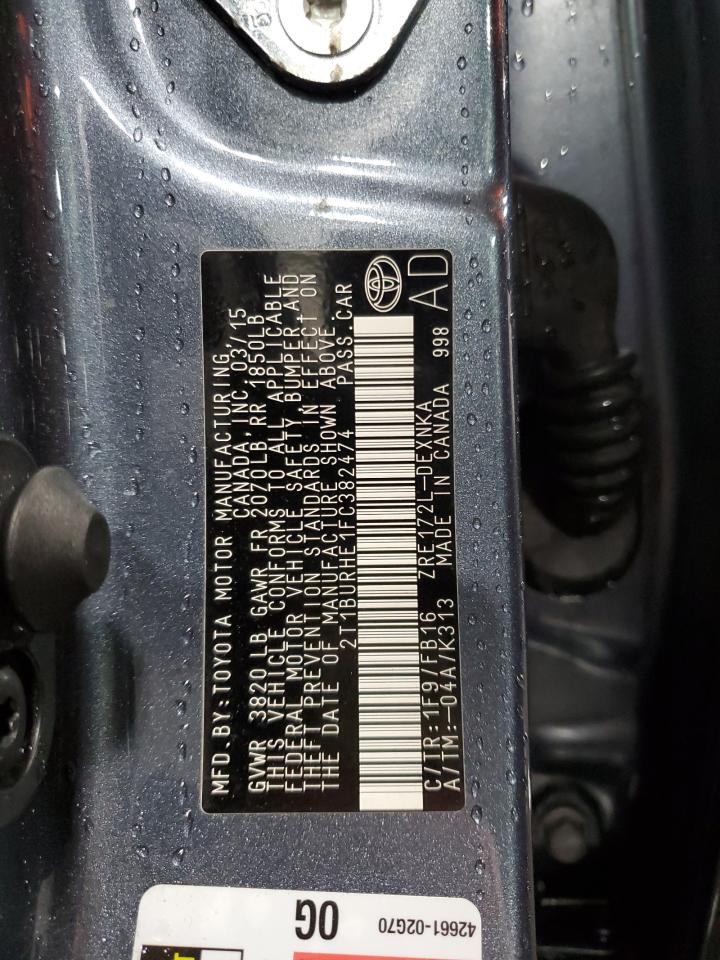 MFD.BY:TOYOTA MOTOR MANUFACTURING
CANADA, INC. 03/15
GVWR 3820 LB GAWR FR 2070LB RR 1850LB
THIS VEHICLE CONFORMS TO ALL APPLICABLE
FEDERAL MOTOR VEHICLE SAFETY, BUMPER AND
THEFT PREVENTION STANDARDS IN EFFECT ON
THE DATE OF MANUFACTURE SHOWN ABOVE.
2T1BURHE1FC382474 PASS. CAR
C/TR:1F9/FB16 ZRE172L-DEXNKA
A/TM:-04A/K313 MADE IN CANADA 998 AD
0G
42661-02G70